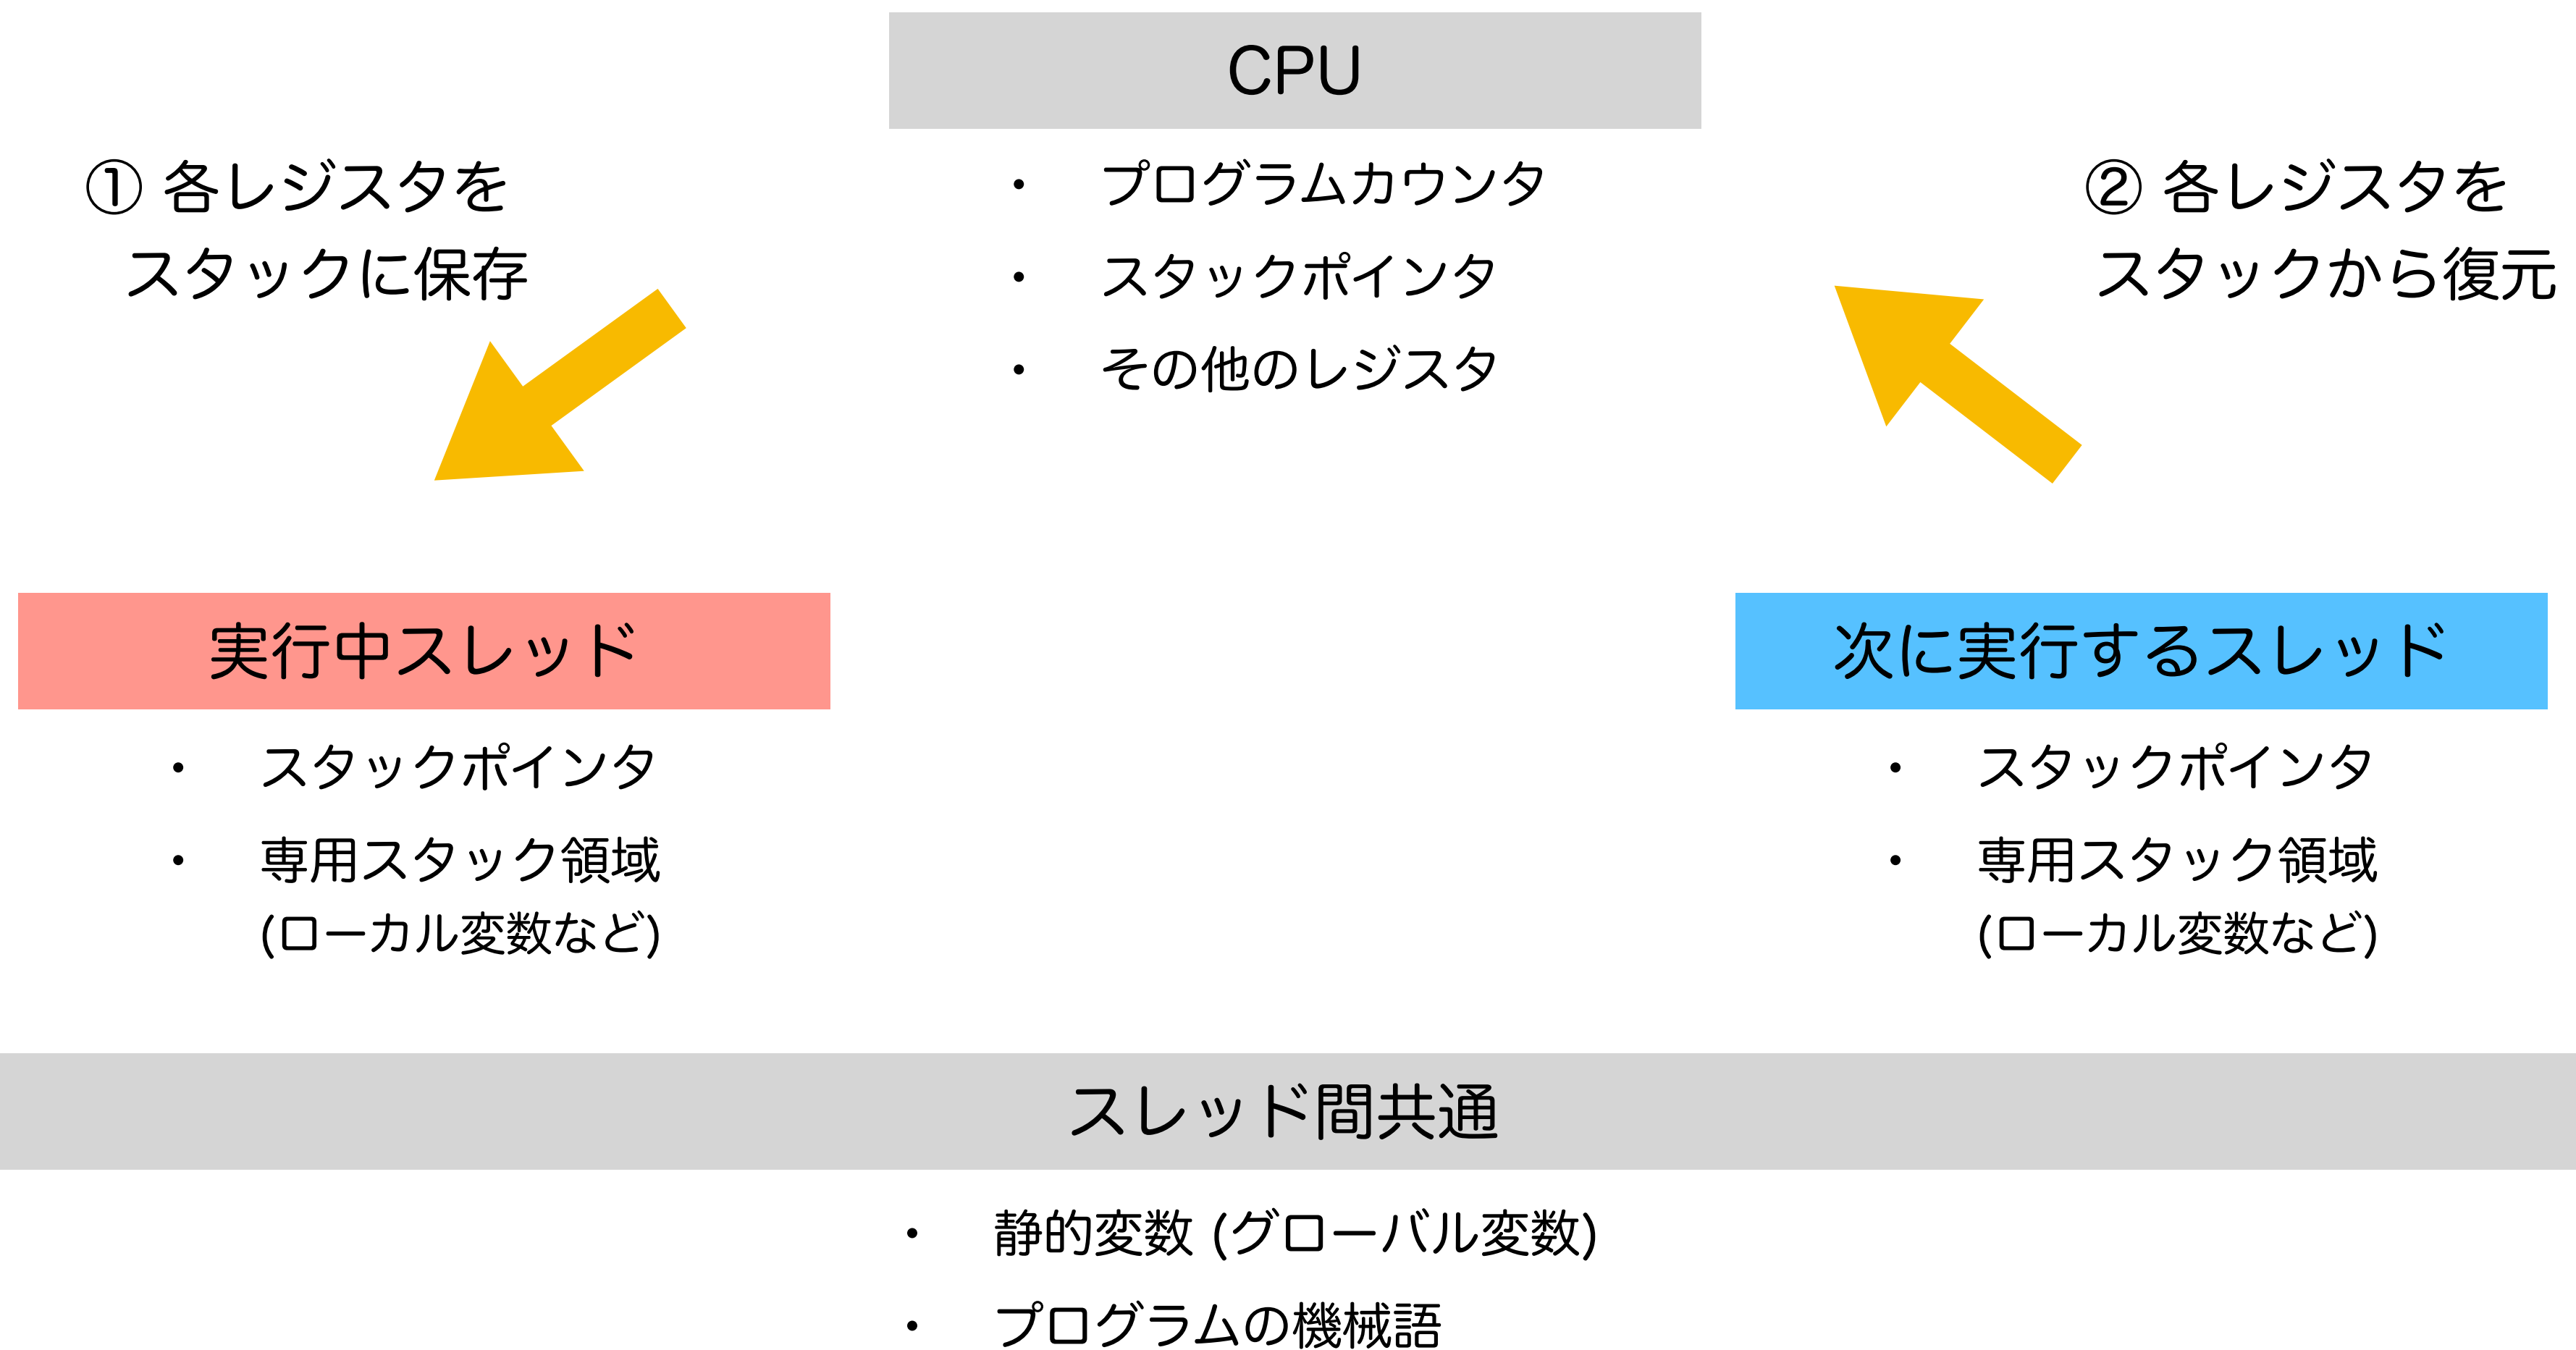 CPU
① 各レジスタを
スタックに保存
・ プログラムカウンタ
・ スタックポインタ
・ その他のレジスタ
② 各レジスタを
スタックから復元
実行中スレッド
・ スタックポインタ
・ 専用スタック領域
(ローカル変数など)
次に実行するスレッド
・ スタックポインタ
・ 専用スタック領域
(ローカル変数など)
スレッド間共通
・ 静的変数 (グローバル変数)
・ プログラムの機械語